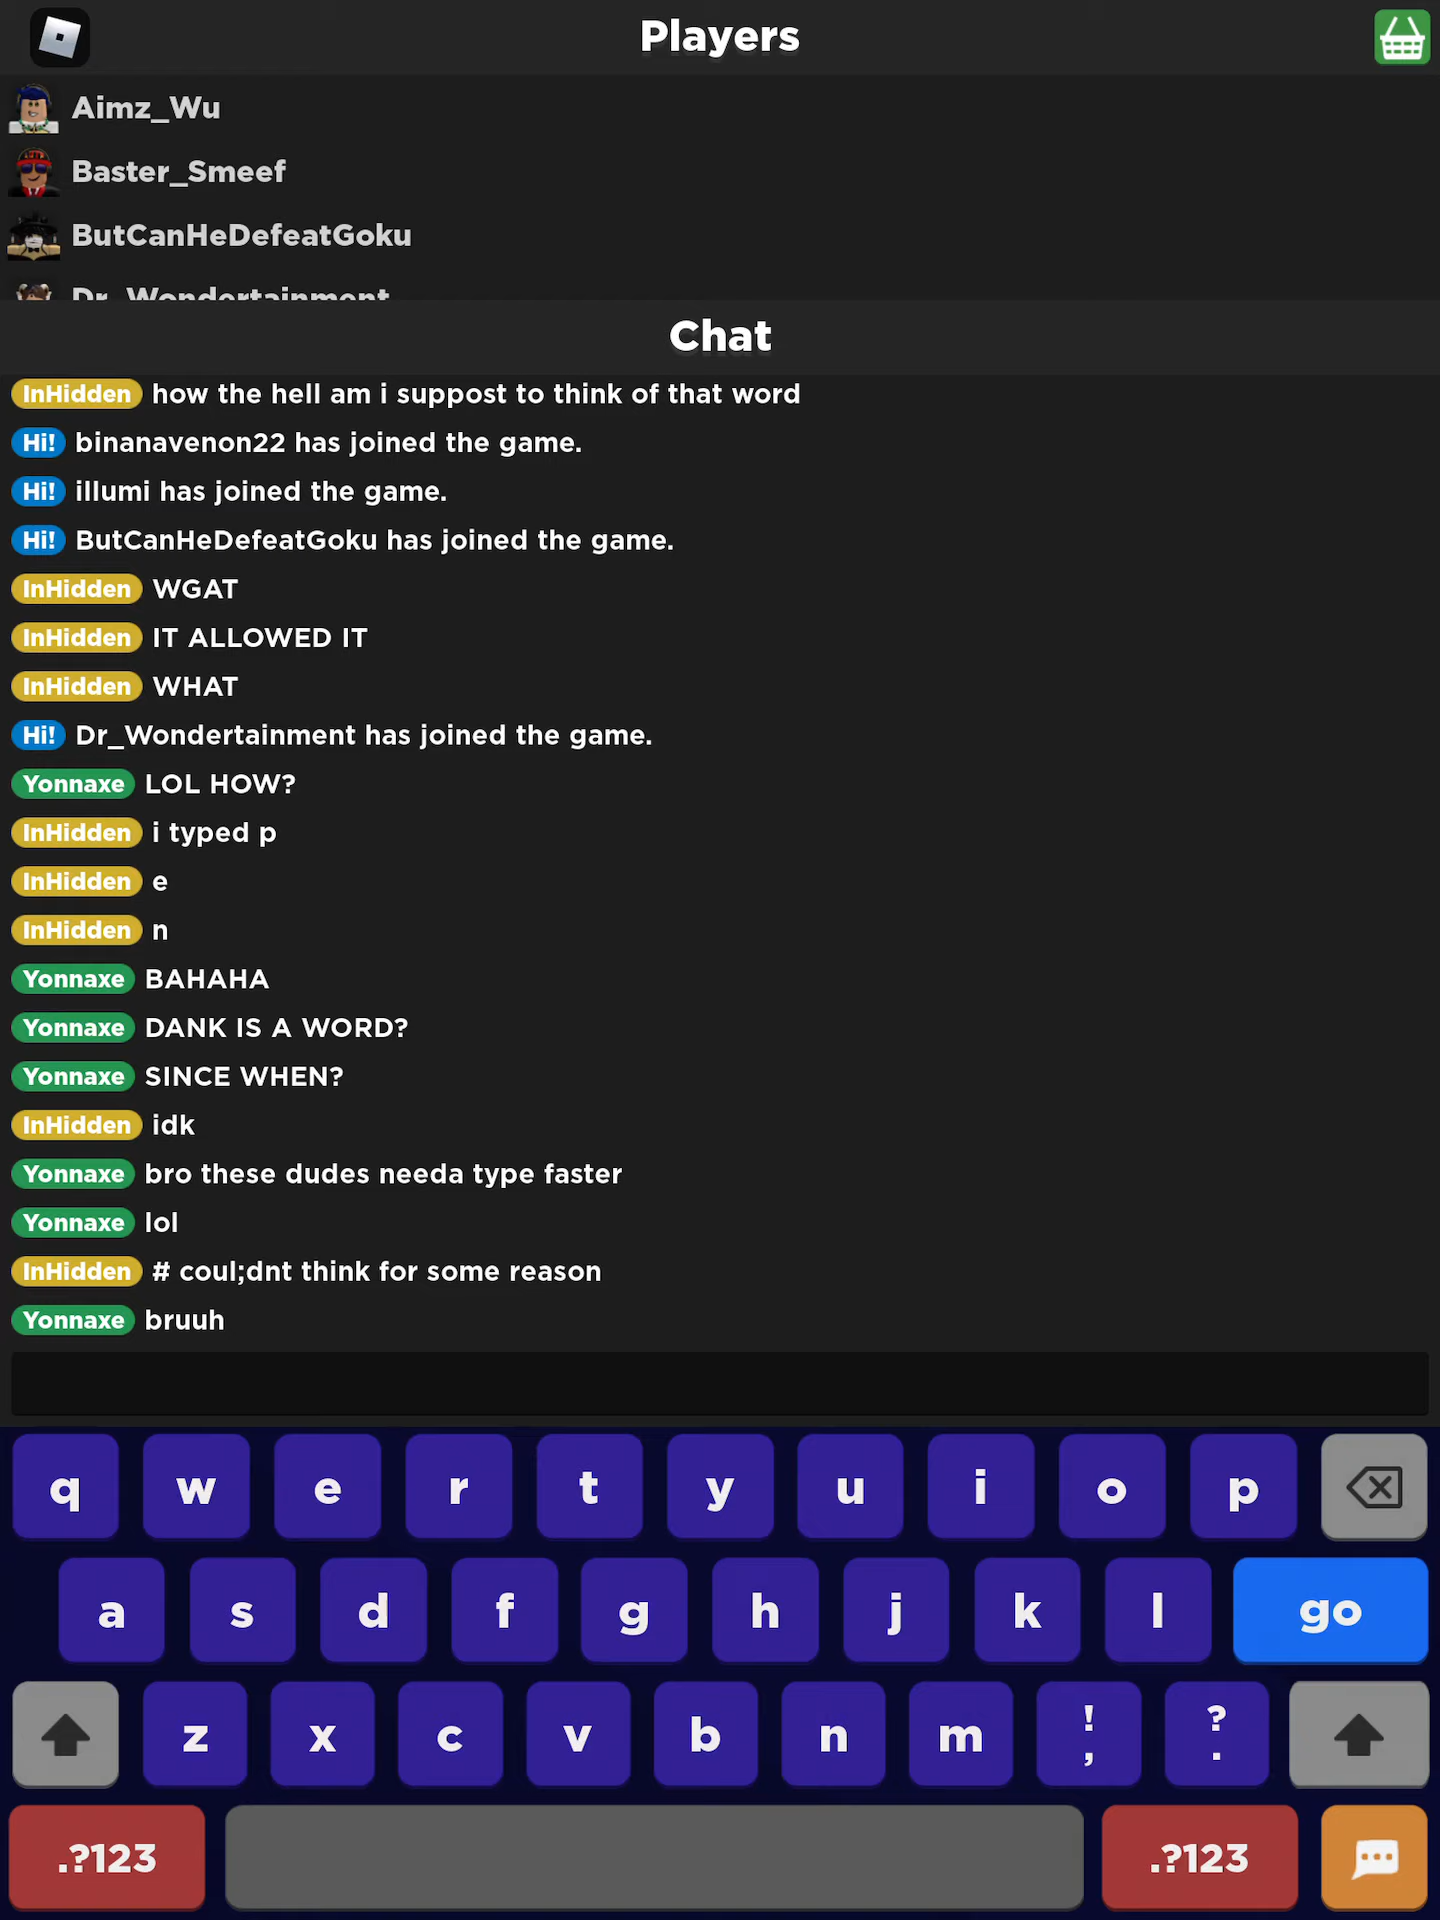 Players
Aimz_Wu
Baster_Smeef
ButCanHeDefeatGoku
Dr_Wondertainment
Chat
InHidden how the hell am i suppost to think of that word
Hi! binanavenon22 has joined the game.
Hi! illumi has joined the game.
Hi! ButCanHeDefeatGoku has joined the game.
InHidden WGAT
InHidden IT ALLOWED IT
InHidden WHAT
Hi! Dr_Wondertainment has joined the game.
Yonnaxe LOL HOW?
InHidden i typed p
InHidden e
InHidden n
Yonnaxe BAHAHA
Yonnaxe DANK IS A WORD?
Yonnaxe SINCE WHEN?
InHidden idk
Yonnaxe bro these dudes needa type faster
Yonnaxe lol
InHidden # coul;dnt think for some reason
Yonnaxe bruuh
q w e r t y u i o p
a s d f g h j k l go
z x c v b n m ! , ? .
.?123 .?123